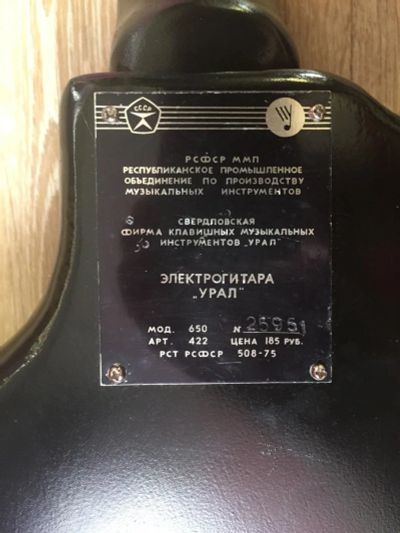 СССР
РСФСР ММП
РЕСПУБЛИКАНСКОЕ ПРОМЫШЛЕННОЕ
ОБЪЕДИНЕНИЕ ПО ПРОИЗВОДСТВУ
МУЗЫКАЛЬНЫХ ИНСТРУМЕНТОВ
СВЕРДЛОВСКАЯ
ФИРМА КЛАВИШНЫХ МУЗЫКАЛЬНЫХ
ИНСТРУМЕНТОВ „УРАЛ"
ЭЛЕКТРОГИТАРА
„УРАЛ"
МОД. 650 N 25951
АРТ. 422 ЦЕНА 185 РУБ.
РСТ РСФСР 508-75